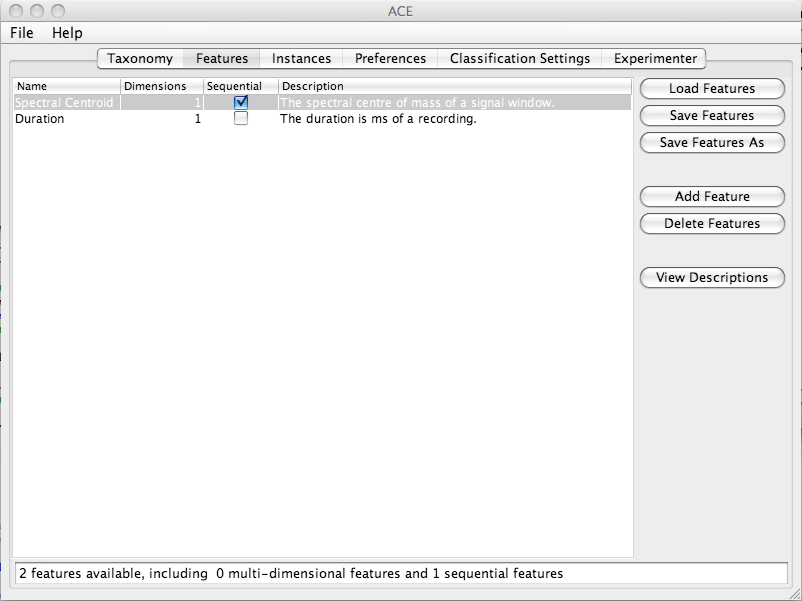 ACE
File Help
Taxonomy Features Instances Preferences Classification Settings Experimenter
Name Dimensions Sequential Description
Spectral Centroid 1 The spectral centre of mass of a signal window.
Duration 1 The duration is ms of a recording.
Load Features
Save Features
Save Features As
Add Feature
Delete Features
View Descriptions
2 features available, including 0 multi-dimensional features and 1 sequential features